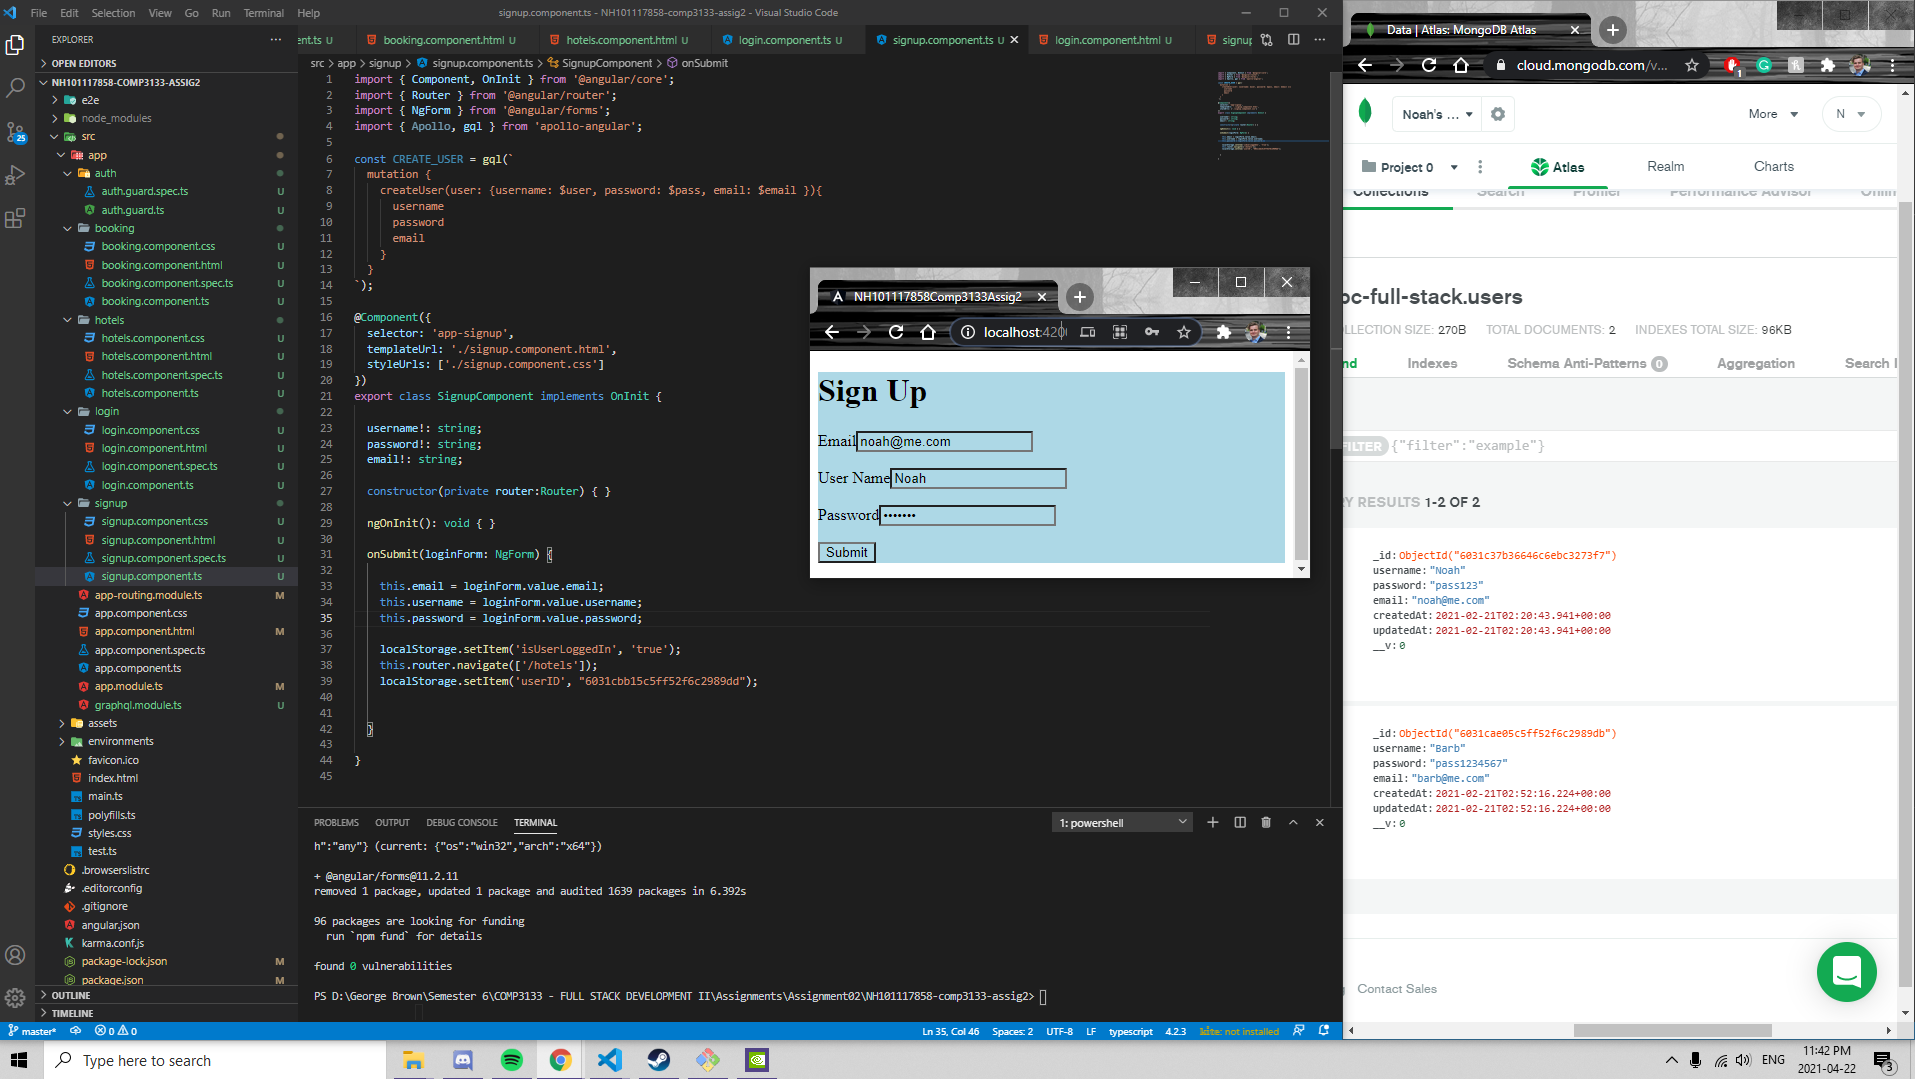 File Edit Selection View Go Run Terminal Help
signup.component.ts - NH101117858-comp3133-assig2 - Visual Studio Code
EXPLORER
OPEN EDITORS
NH101117858-COMP3133-ASSIG2
e2e
node_modules
src
app
auth
auth.guard.spec.ts U
auth.guard.ts U
booking
booking.component.css U
booking.component.html U
booking.component.spec.ts U
booking.component.ts U
hotels
hotels.component.css U
hotels.component.html U
hotels.component.spec.ts U
hotels.component.ts U
login
login.component.css U
login.component.html U
login.component.spec.ts U
login.component.ts U
signup
signup.component.css U
signup.component.html U
signup.component.spec.ts U
signup.component.ts U
app-routing.module.ts M
app.component.css
app.component.html M
app.component.spec.ts
app.component.ts
app.module.ts M
graphql.module.ts U
assets
environments
favicon.ico
index.html
main.ts
polyfills.ts
styles.css
test.ts
.browserslistrc
.editorconfig
.gitignore
angular.json
karma.conf.js
package-lock.json M
package.json M
OUTLINE
TIMELINE
25
ent.ts U booking.component.html U hotels.component.html U login.component.ts U signup.component.ts U login.component.html U signup
src > app > signup > signup.component.ts > SignupComponent > onSubmit
1 import { Component, OnInit } from '@angular/core';
2 import { Router } from '@angular/router';
3 import { NgForm } from '@angular/forms';
4 import { Apollo, gql } from 'apollo-angular';
5
6 const CREATE_USER = gql(`
7 mutation {
8 createUser(user: {username: $user, password: $pass, email: $email }){
9 username
10 password
11 email
12 }
13 }
14 `);
15
16 @Component({
17 selector: 'app-signup',
18 templateUrl: './signup.component.html',
19 styleUrls: ['./signup.component.css']
20 })
21 export class SignupComponent implements OnInit {
22
23 username!: string;
24 password!: string;
25 email!: string;
26
27 constructor(private router:Router) { }
28
29 ngOnInit(): void { }
30
31 onSubmit(loginForm: NgForm) {
32
33 this.email = loginForm.value.email;
34 this.username = loginForm.value.username;
35 this.password = loginForm.value.password;
36
37 localStorage.setItem('isUserLoggedIn', 'true');
38 this.router.navigate(['/hotels']);
39 localStorage.setItem('userID', "6031cbb15c5ff52f6c2989dd");
40
41
42 }
43
44 }
45
PROBLEMS OUTPUT DEBUG CONSOLE TERMINAL
1: powershell
h":"any"} (current: {"os":"win32","arch":"x64"})
+ @angular/forms@11.2.11
removed 1 package, updated 1 package and audited 1639 packages in 6.392s
96 packages are looking for funding
run `npm fund` for details
found 0 vulnerabilities
PS D:\George Brown\Semester 6\COMP3133 - FULL STACK DEVELOPMENT II\Assignments\Assignment02\NH101117858-comp3133-assig2>
master* 0 0
Ln 35, Col 46 Spaces: 2 UTF-8 LF typescript 4.2.3 not installed
NH101117858Comp3133Assig2
localhost:420
Sign Up
Email noah@me.com
User Name Noah
Password •••••••
Submit
Data | Atlas: MongoDB Atlas
cloud.mongodb.com/v...
1
Noah's ... More N
Project 0 Atlas Realm Charts
Collections Search Profiler Performance Advisor Onlin
oc-full-stack.users
OLLECTION SIZE: 270B TOTAL DOCUMENTS: 2 INDEXES TOTAL SIZE: 96KB
nd Indexes Schema Anti-Patterns 0 Aggregation Search I
FILTER {"filter":"example"}
RY RESULTS 1-2 OF 2
_id: ObjectId("6031c37b36646c6ebc3273f7")
username: "Noah"
password: "pass123"
email: "noah@me.com"
createdAt: 2021-02-21T02:20:43.941+00:00
updatedAt: 2021-02-21T02:20:43.941+00:00
__v: 0
_id: ObjectId("6031cae05c5ff52f6c2989db")
username: "Barb"
password: "pass1234567"
email: "barb@me.com"
createdAt: 2021-02-21T02:52:16.224+00:00
updatedAt: 2021-02-21T02:52:16.224+00:00
__v: 0
Contact Sales
Type here to search
ENG
11:42 PM
2021-04-22
3